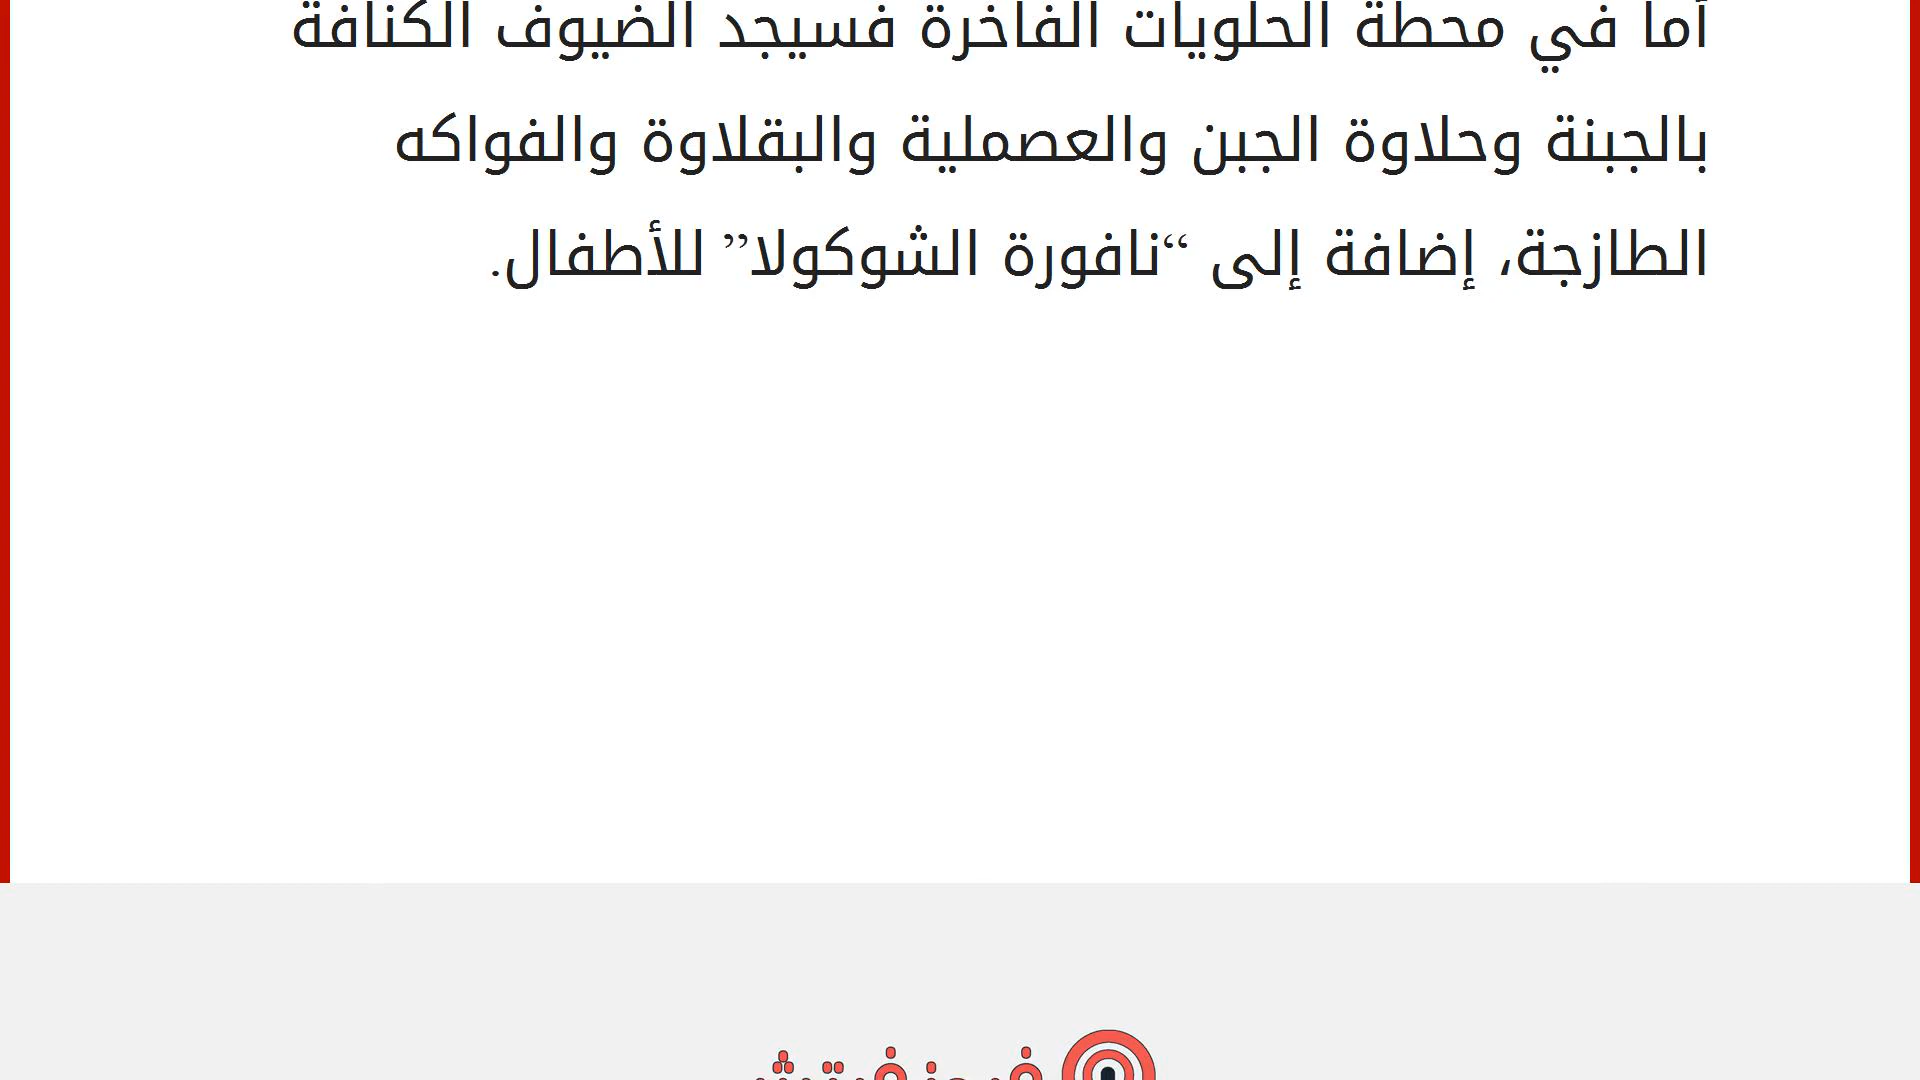 أما في محطة الحلويات الفاخرة فسيجد الضيوف الكنافة
بالجبنة وحلاوة الجبن والعصملية والبقلاوة والفواكه
الطازجة، إضافة إلى “نافورة الشوكولا” للأطفال.